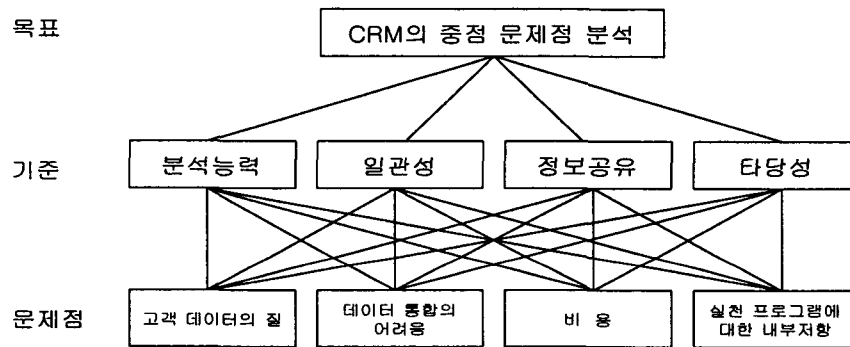 목표
CRM의 중점 문제점 분석
기준
분석능력
일관성
정보공유
타당성
문제점
고객 데이터의 질
데이터 통합의
어려움
비 용
실천 프로그램에
대한 내부저항